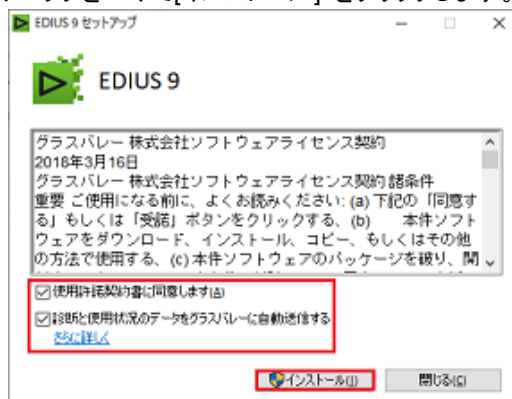 EDIUS 9 セットアップ
EDIUS 9
グラスバレー 株式会社ソフトウェアライセンス契約
2018年3月16日
グラスバレー 株式会社ソフトウェアライセンス契約 諸条件
重要 ご使用になる前に、よくお読みください: (a) 下記の「同意す
る」もしくは「受諾」ボタンをクリックする、(b) 本件ソフト
ウェアをダウンロード、インストール、コピー、もしくはその他
の方法で使用する、(c) 本件ソフトウェアのパッケージを破り、開
使用許諾契約書に同意します(A)
診断と使用状況のデータをグラスバレーに自動送信する
さらに詳しく
インストール(I)
閉じる(C)